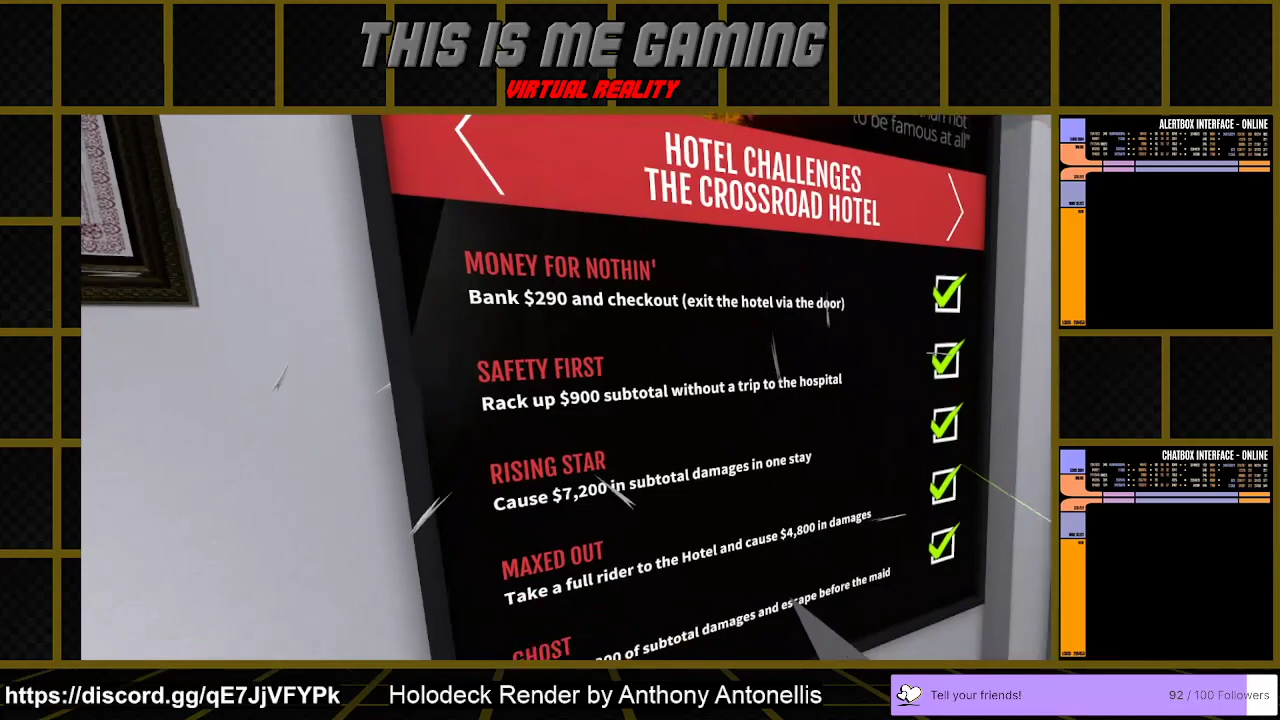 THIS IS ME GAMING
VIRTUAL REALITY
to be famous at all"
HOTEL CHALLENGES
THE CROSSROAD HOTEL
MONEY FOR NOTHIN'
Bank $290 and checkout (exit the hotel via the door)
SAFETY FIRST
Rack up $900 subtotal without a trip to the hospital
RISING STAR
Cause $7,200 in subtotal damages in one stay
MAXED OUT
Take a full rider to the Hotel and cause $4,800 in damages
GHOST
of subtotal damages and escape before the maid
ALERTBOX INTERFACE - ONLINE
CHATBOX INTERFACE - ONLINE
https://discord.gg/qE7JjVFYPk
Holodeck Render by Anthony Antonellis
Tell your friends!
92 / 100 Followers